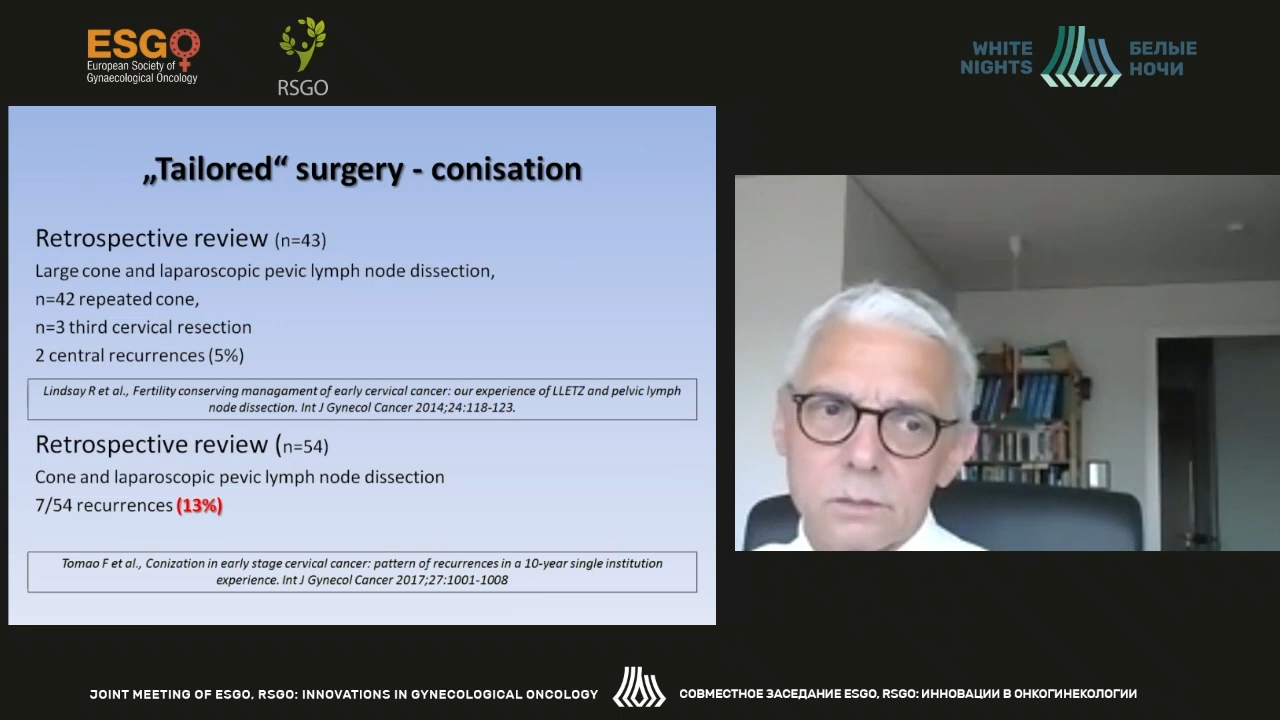 ESGO
European Society of
Gynaecological Oncology
RSGO
WHITE
NIGHTS
БЕЛЫЕ
НОЧИ
„Tailored“ surgery - conisation
Retrospective review (n=43)
Large cone and laparoscopic pevic lymph node dissection,
n=42 repeated cone,
n=3 third cervical resection
2 central recurrences (5%)
Lindsay R et al., Fertility conserving managament of early cervical cancer: our experience of LLETZ and pelvic lymph
node dissection. Int J Gynecol Cancer 2014;24:118-123.
Retrospective review (n=54)
Cone and laparoscopic pevic lymph node dissection
7/54 recurrences (13%)
Tomao F et al., Conization in early stage cervical cancer: pattern of recurrences in a 10-year single institution
experience. Int J Gynecol Cancer 2017;27:1001-1008
JOINT MEETING OF ESGO, RSGO: INNOVATIONS IN GYNECOLOGICAL ONCOLOGY
СОВМЕСТНОЕ ЗАСЕДАНИЕ ESGO, RSGO: ИННОВАЦИИ В ОНКОГИНЕКОЛОГИИ